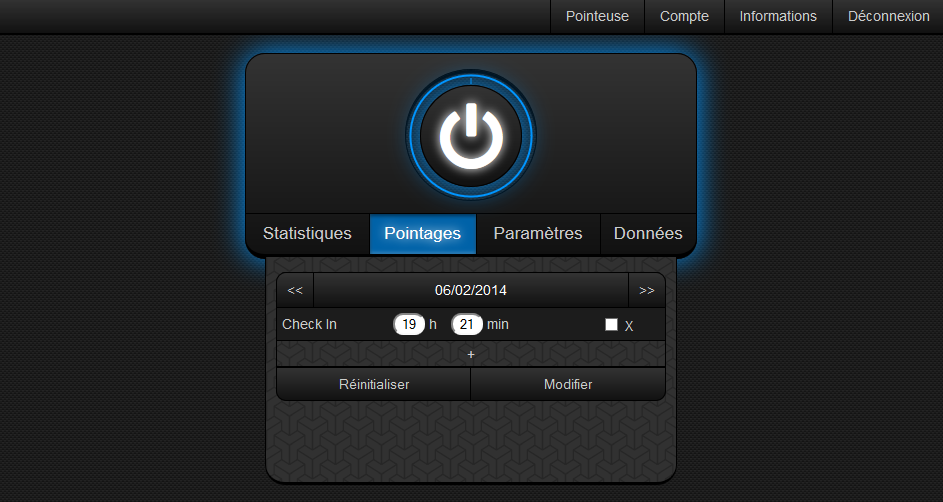 Pointeuse Compte Informations Déconnexion
Statistiques Pointages Paramètres Données
<< 06/02/2014 >>
Check In 19 h 21 min X
+
Réinitialiser Modifier